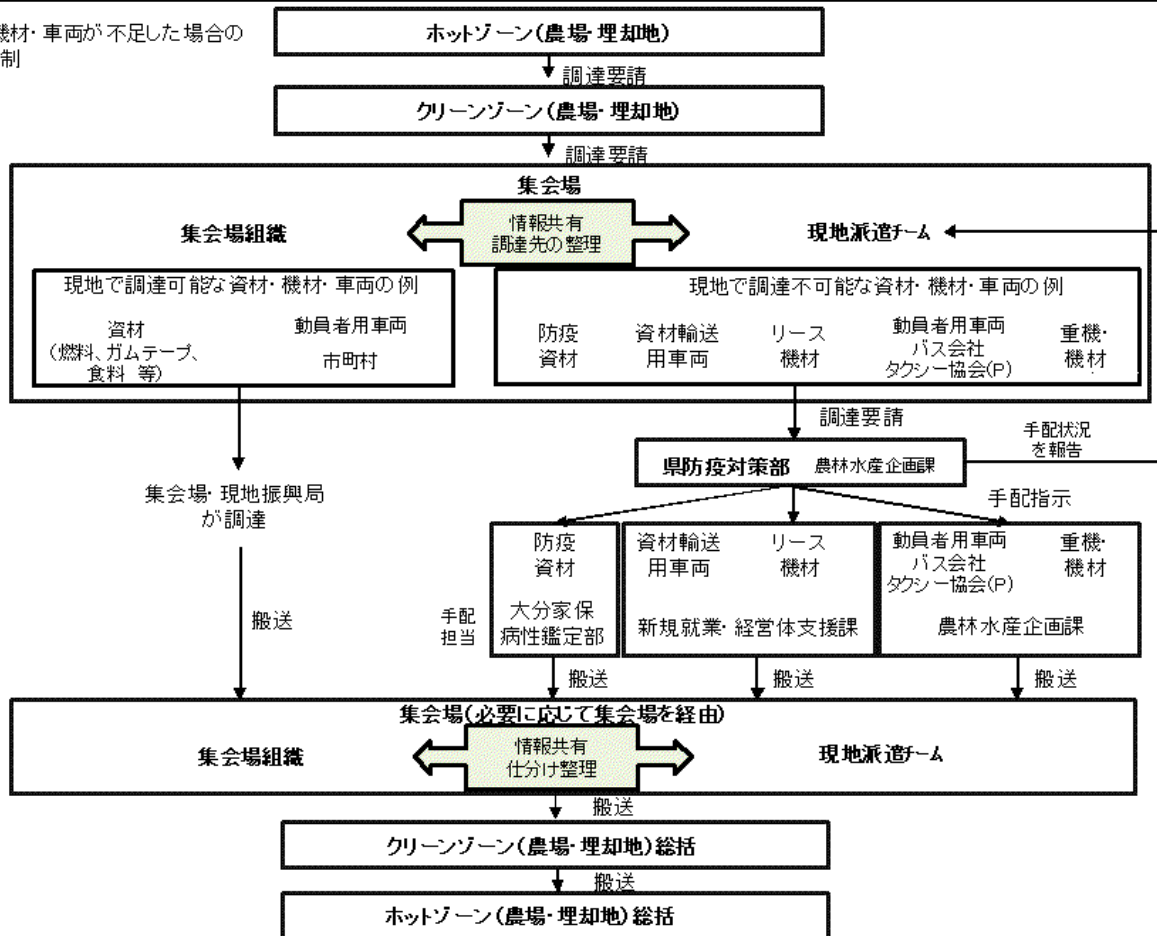 機材・車両が不足した場合の
制
ホットゾーン(農場・埋却地)
調達要請
クリーンゾーン(農場・埋却地)
調達要請
集会場
情報共有
調達先の整理
集会場組織
現地派遣チーム
現地で調達可能な資材・機材・車両の例
資材
(燃料、ガムテープ、
食料 等)
動員者用車両
市町村
現地で調達不可能な資材・機材・車両の例
防疫
資材
資材輸送
用車両
リース
機材
動員者用車両
バス会社
タクシー協会(P)
重機・
機材
調達要請
県防疫対策部 農林水産企画課
手配状況
を報告
手配指示
集会場・現地振興局
が調達
搬送
手配
担当
防疫
資材
大分家保
病性鑑定部
資材輸送
用車両
リース
機材
新規就業・経営体支援課
動員者用車両
バス会社
タクシー協会(P)
重機・
機材
農林水産企画課
搬送
搬送
搬送
集会場(必要に応じて集会場を経由)
集会場組織
情報共有
仕分け整理
現地派遣チーム
搬送
クリーンゾーン(農場・埋却地)総括
搬送
ホットゾーン(農場・埋却地)総括